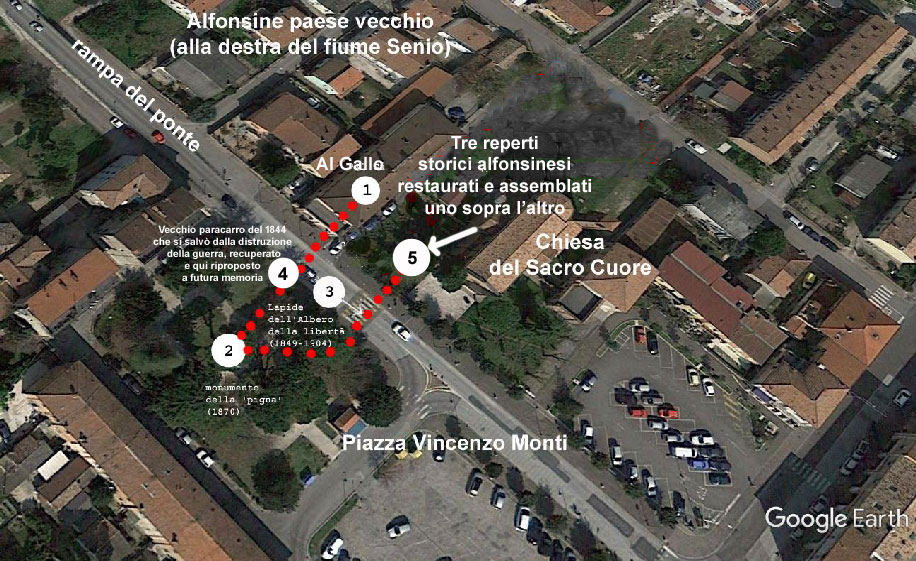 Alfonsine paese vecchio
(alla destra del fiume Senio)
rampa del ponte
Tre reperti
storici alfonsinesi
restaurati e assemblati
uno sopra l'altro
Al Gallo
1
Vecchio paracarro del 1844
che si salvò dalla distruzione
della guerra, recuperato
e qui riproposto
a futura memoria
5
Chiesa
del Sacro Cuore
4
3
Lapide
dell'Albero
della libertà
(1849-1904)
2
monumento
della 'pigna'
(1870)
Piazza Vincenzo Monti
Google Earth